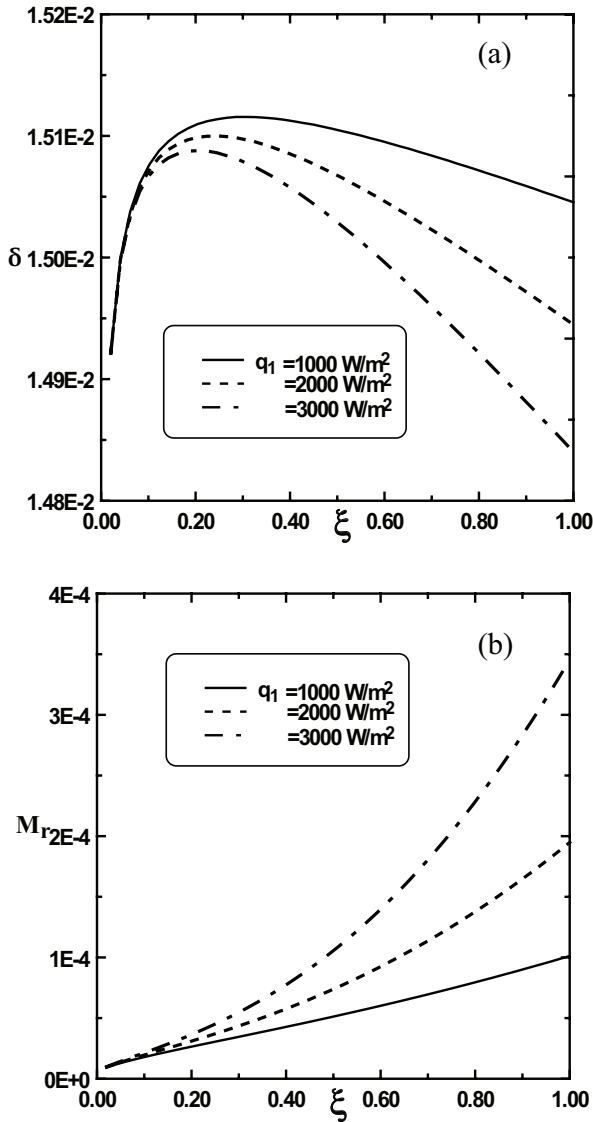 1.52E-2
(a)
1.51E-2
δ 1.50E-2
q1 =1000 W/m²
=2000 W/m²
=3000 W/m²
1.49E-2
1.48E-2
0.00 0.20 0.40 0.60 0.80 1.00
ξ
4E-4
(b)
q1 =1000 W/m²
=2000 W/m²
=3000 W/m²
3E-4
Mr 2E-4
1E-4
0E+0
0.00 0.20 0.40 0.60 0.80 1.00
ξ